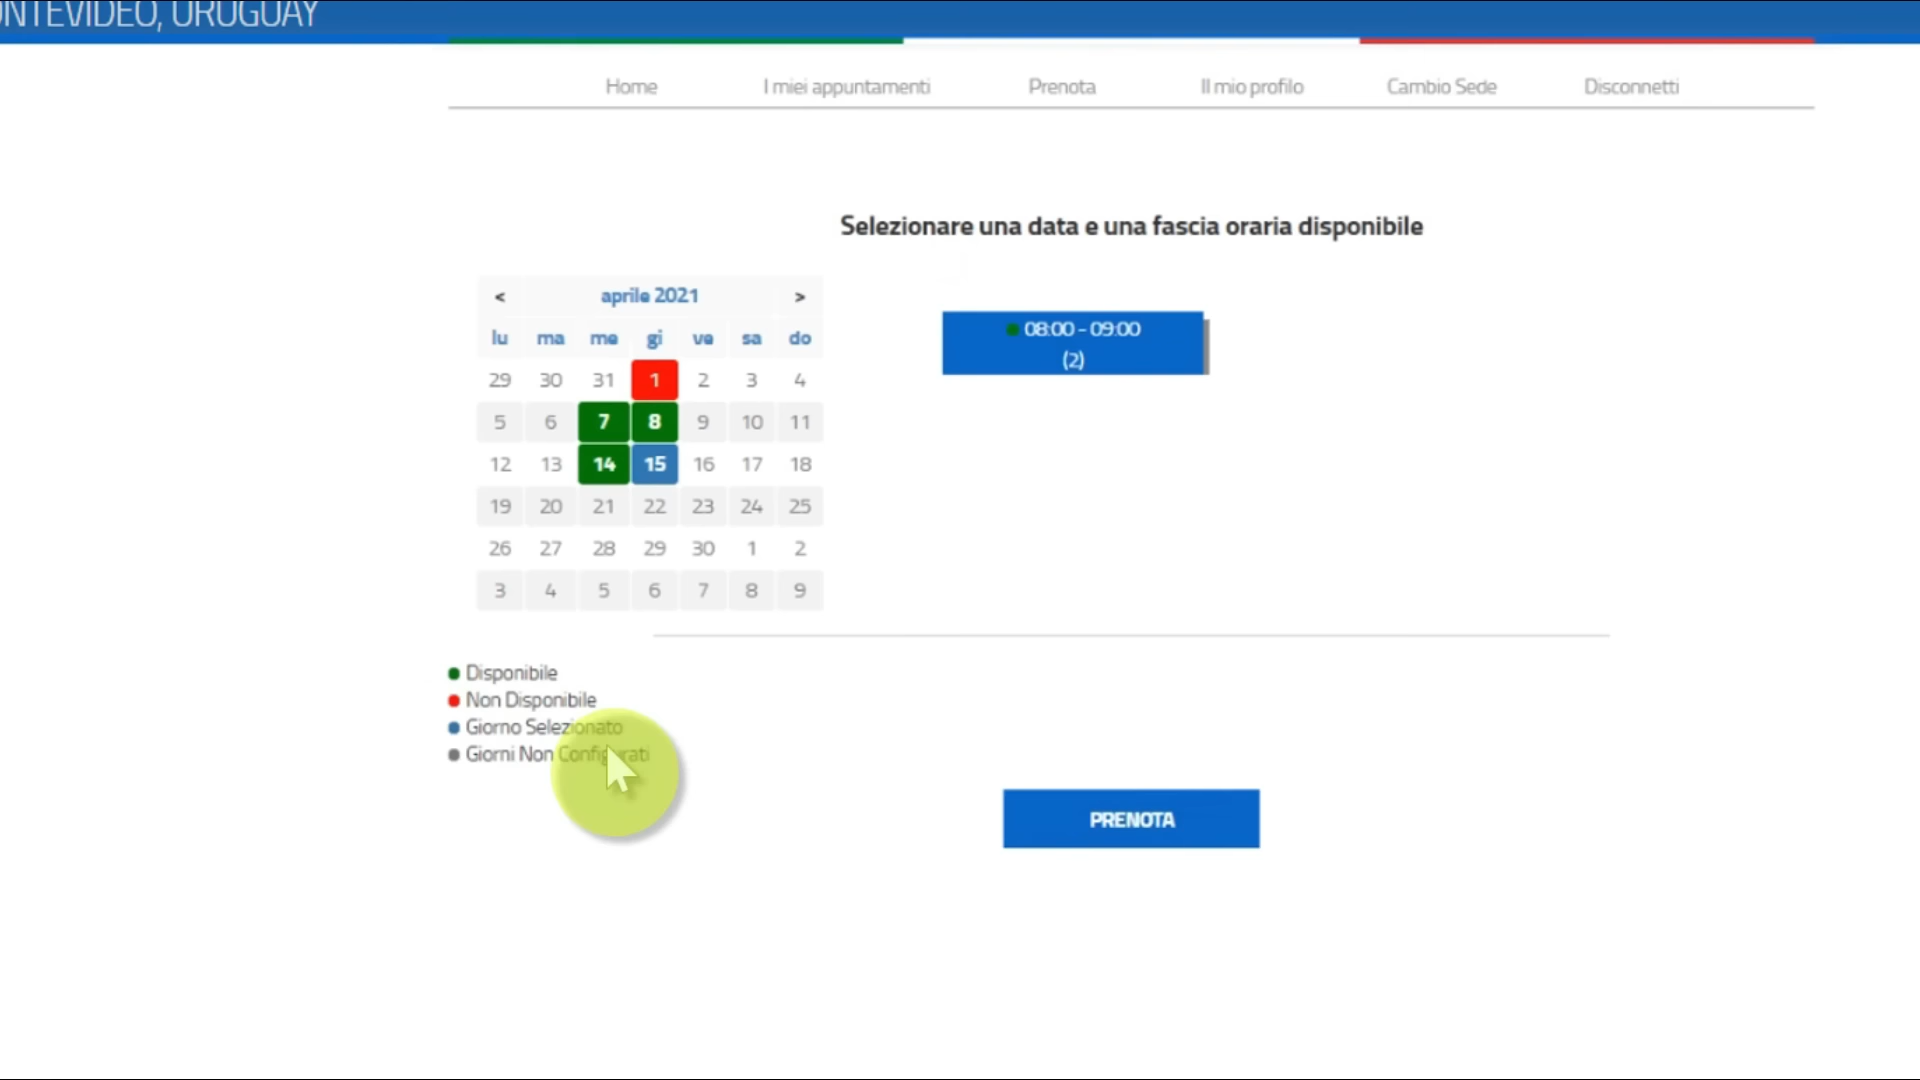 MONTEVIDEO, URUGUAY
Home I miei appuntamenti Prenota Il mio profilo Cambio Sede Disconnetti
Selezionare una data e una fascia oraria disponibile
< aprile 2021 >
lu ma me gi ve sa do
29 30 31 1 2 3 4
5 6 7 8 9 10 11
12 13 14 15 16 17 18
19 20 21 22 23 24 25
26 27 28 29 30 1 2
3 4 5 6 7 8 9
08:00 - 09:00
(2)
Disponibile
Non Disponibile
Giorno Selezionato
Giorni Non Configurati
PRENOTA